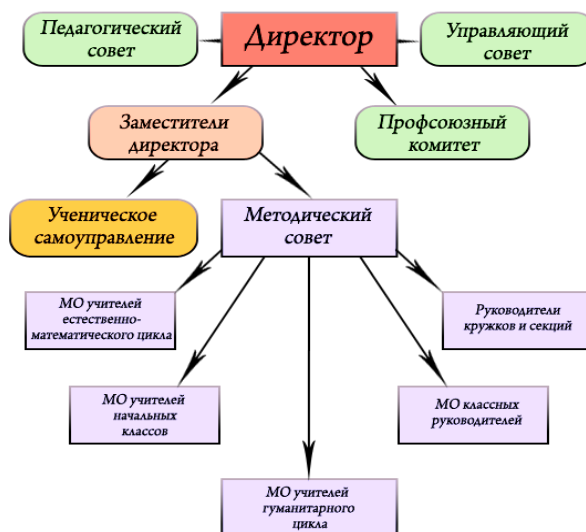 Педагогический
совет
Директор
Управляющий
совет
Заместители
директора
Профсоюзный
комитет
Ученическое
самоуправление
Методический
совет
МО учителей
естественно-
математического цикла
Руководители
кружков и секций
МО учителей
начальных
классов
МО классных
руководителей
МО учителей
гуманитарного
цикла